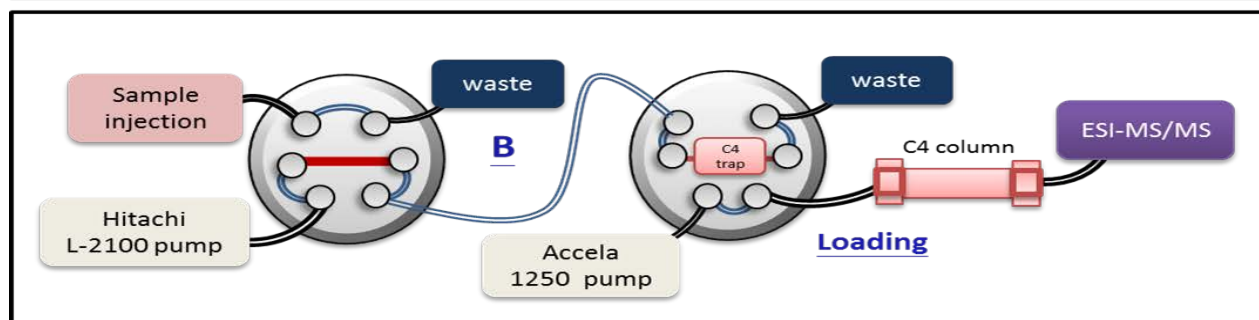 Sample
injection
waste
B
Hitachi
L-2100 pump
C4
trap
waste
Accela
1250 pump
Loading
C4 column
ESI-MS/MS